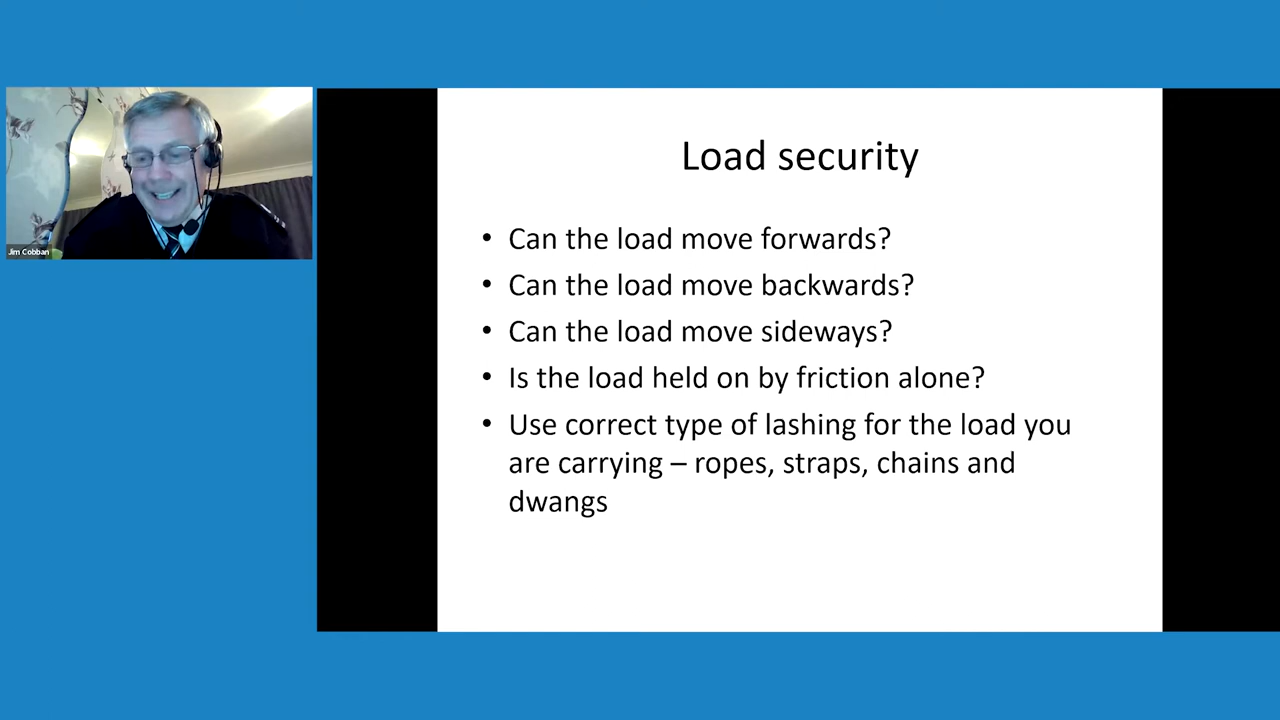 Jim Cobban
Load security
• Can the load move forwards?
• Can the load move backwards?
• Can the load move sideways?
• Is the load held on by friction alone?
• Use correct type of lashing for the load you
are carrying – ropes, straps, chains and
dwangs